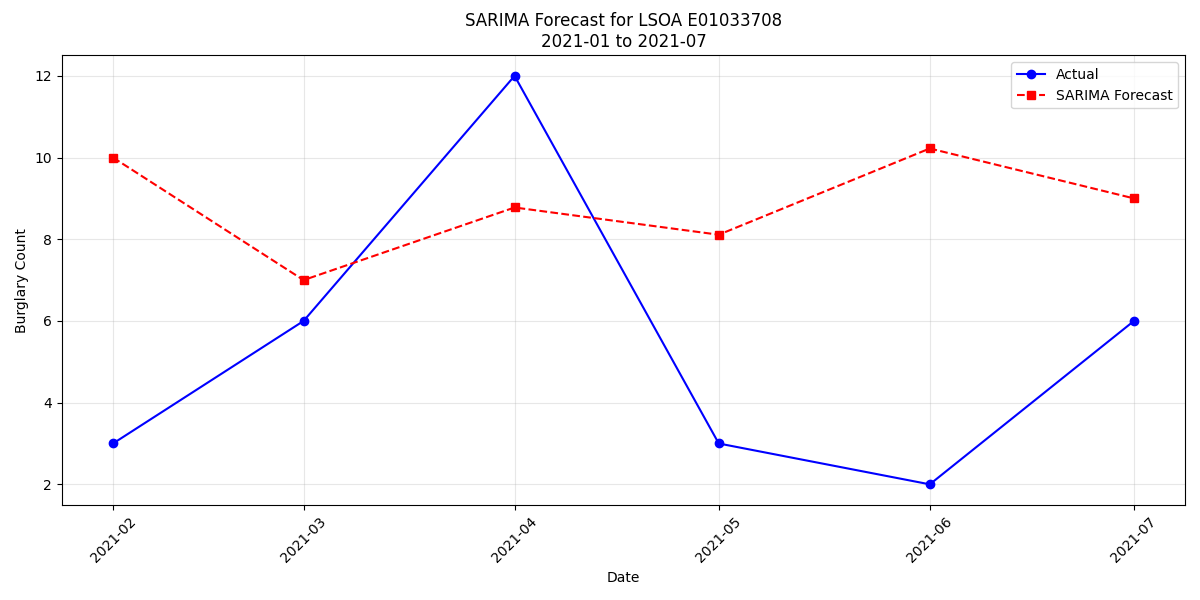 SARIMA Forecast for LSOA E01033708
2021-01 to 2021-07
Actual
SARIMA Forecast
Burglary Count
12
10
8
6
4
2
2021-02
2021-03
2021-04
2021-05
2021-06
2021-07
Date